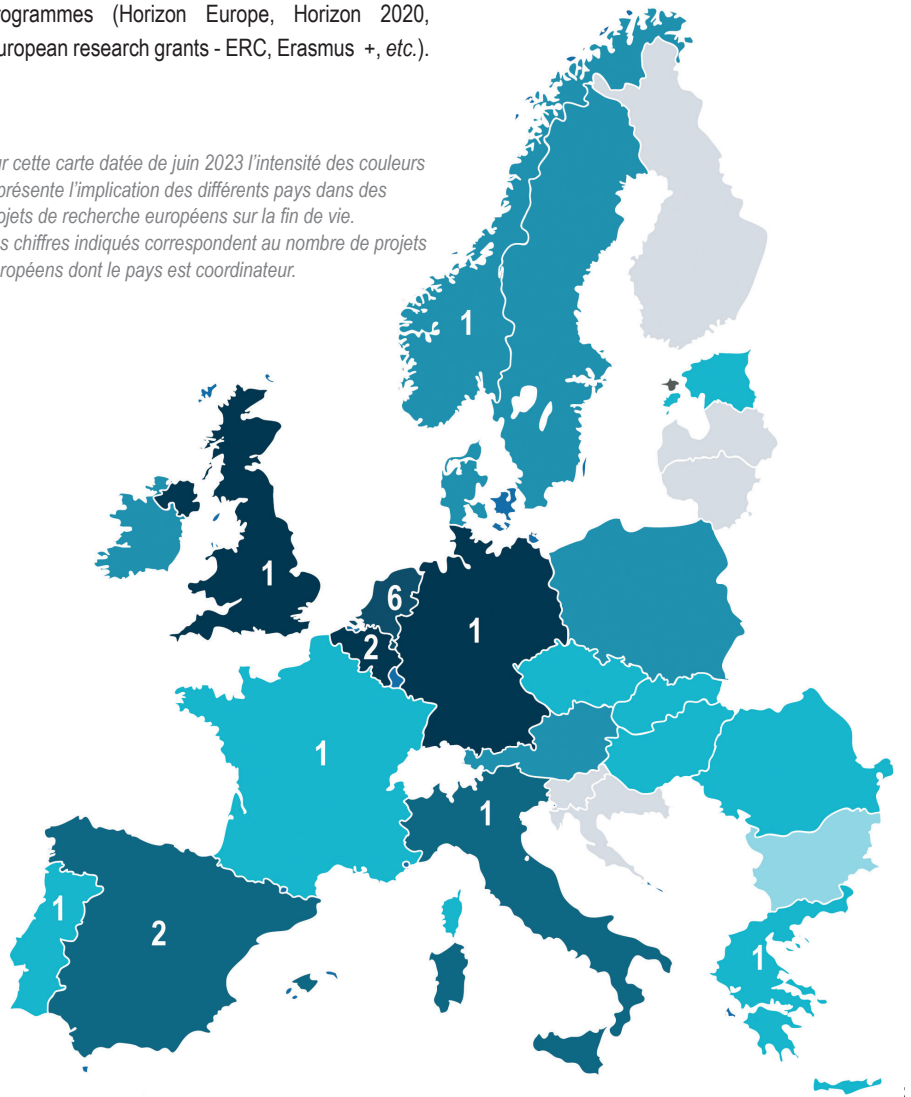 rogrammes (Horizon Europe, Horizon 2020,
uropean research grants - ERC, Erasmus +, etc.).
ur cette carte datée de juin 2023 l'intensité des couleurs
présente l'implication des différents pays dans des
ojets de recherche européens sur la fin de vie.
s chiffres indiqués correspondent au nombre de projets
ropéens dont le pays est coordinateur.
1
1
6
2
1
1
1
1
2
1